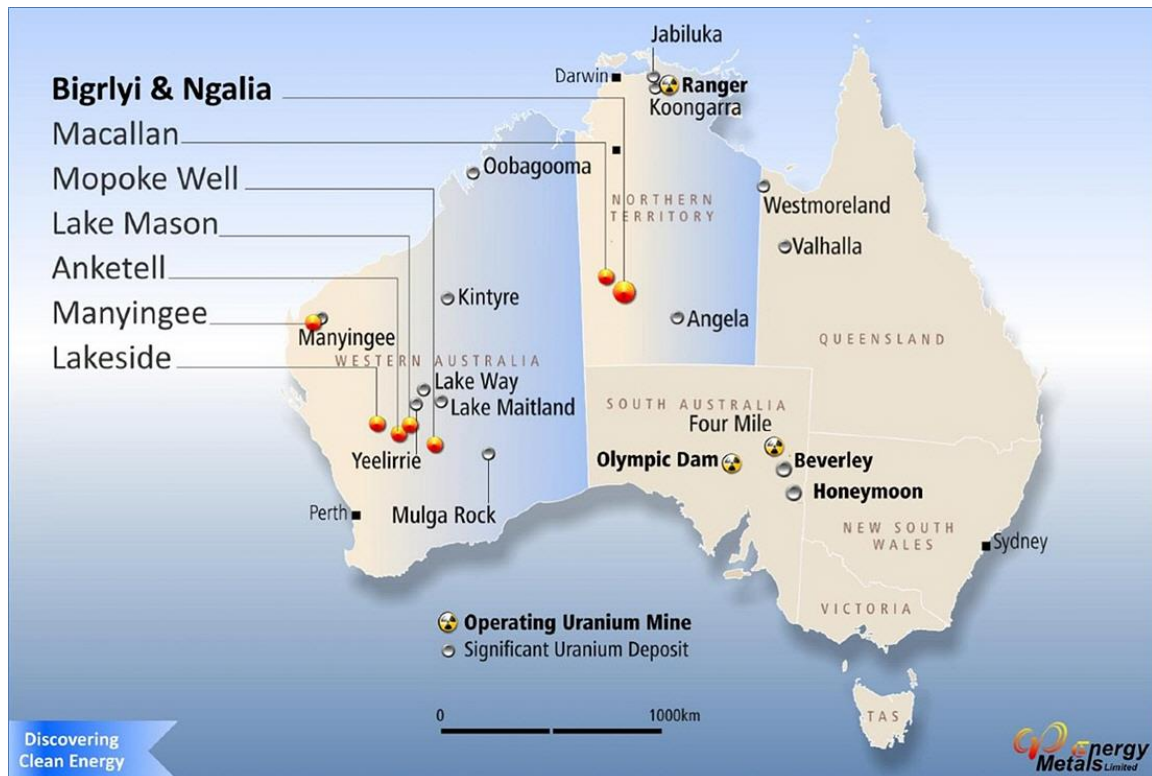 Bigrlyi & Ngalia
Macallan
Mopoke Well
Lake Mason
Anketell
Manyingee
Lakeside
Jabiluka
Darwin
Ranger
Koongarra
Oobagooma
NORTHERN
TERRITORY
Westmoreland
Valhalla
Kintyre
Angela
Manyingee
QUEENSLAND
WESTERN AUSTRALIA
Lake Way
Lake Maitland
SOUTH AUSTRALIA
Four Mile
Yeelirrie
Olympic Dam
Beverley
Honeymoon
Perth
Mulga Rock
NEW SOUTH
WALES
Sydney
VICTORIA
Operating Uranium Mine
Significant Uranium Deposit
0 1000km
TAS
Discovering
Clean Energy
Energy
Metals Limited